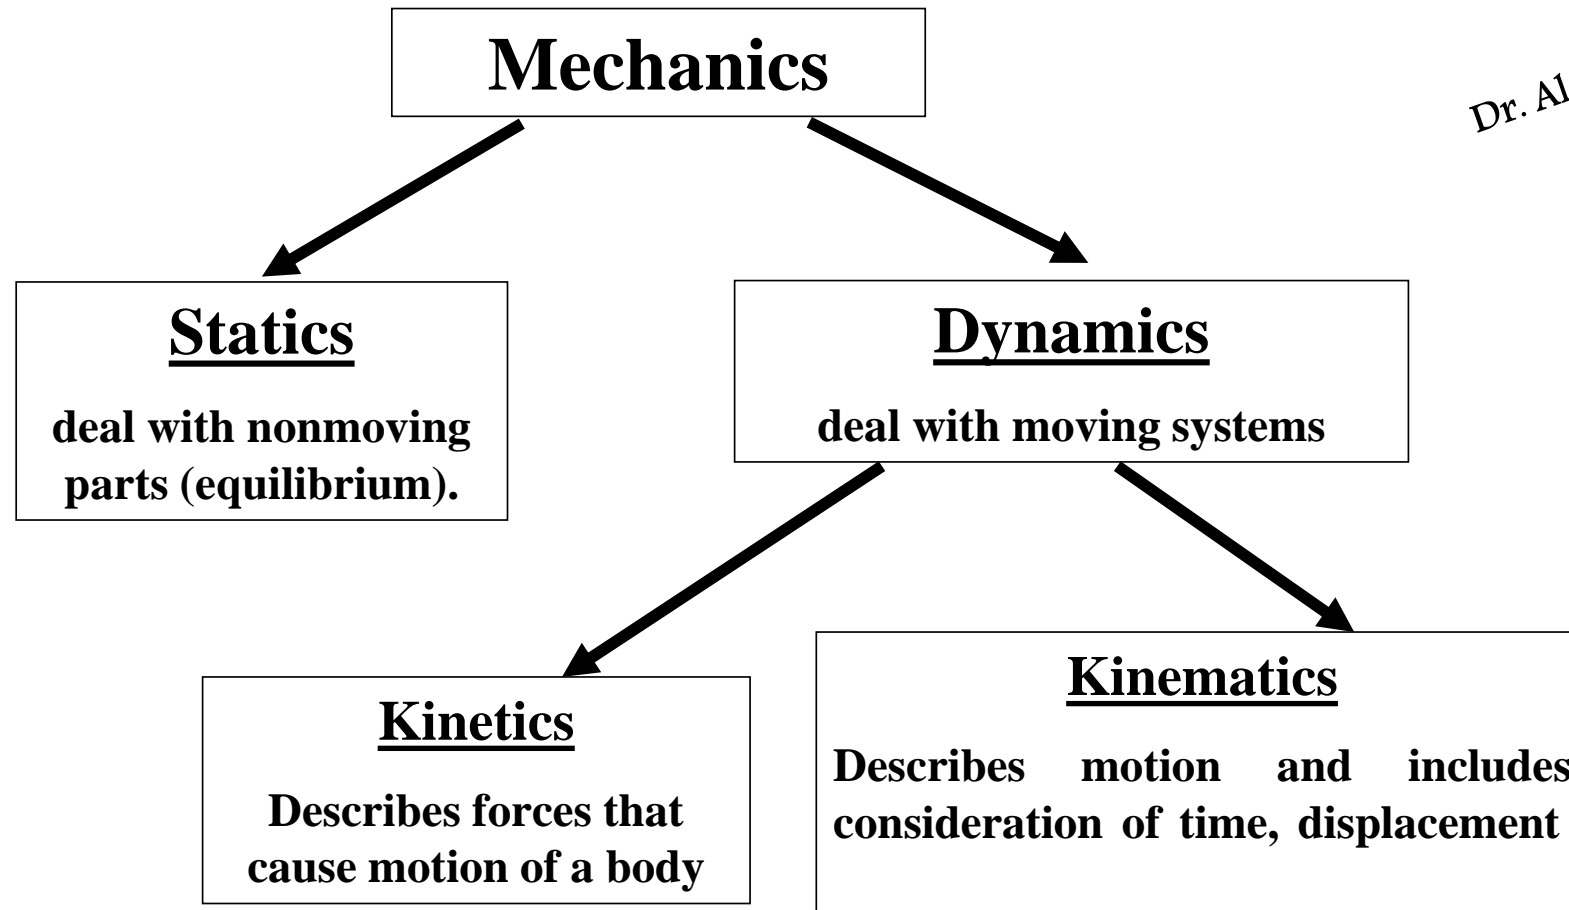 Mechanics
Dr. Al
Statics
deal with nonmoving
parts (equilibrium).
Dynamics
deal with moving systems
Kinetics
Describes forces that
cause motion of a body
Kinematics
Describes motion and includes
consideration of time, displacement